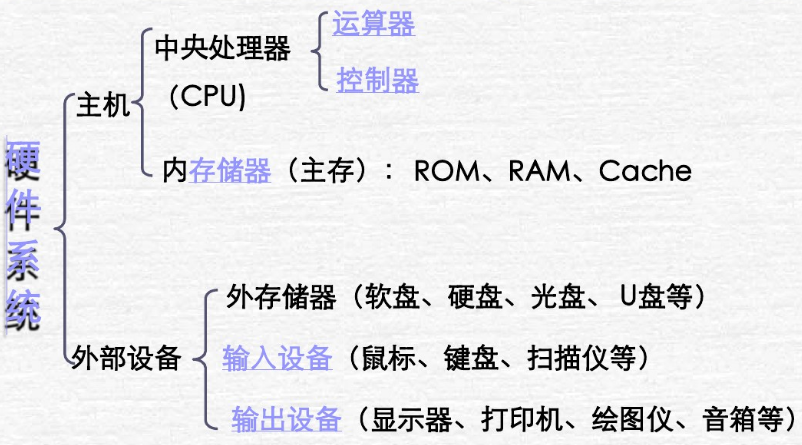 硬件系统
主机
中央处理器
（CPU)
运算器
控制器
内存储器（主存）： ROM、RAM、Cache
外部设备
外存储器（软盘、硬盘、光盘、 U盘等）
输入设备（鼠标、键盘、扫描仪等）
输出设备（显示器、打印机、绘图仪、音箱等）